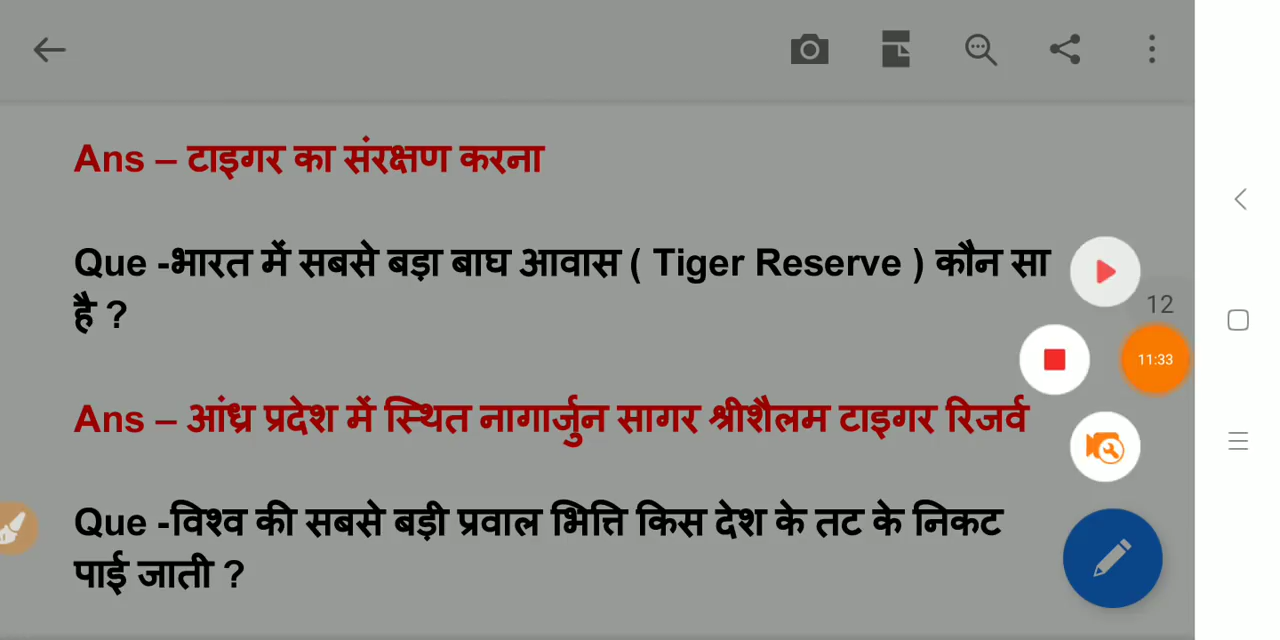 Ans – टाइगर का संरक्षण करना
Que -भारत में सबसे बड़ा बाघ आवास ( Tiger Reserve ) कौन सा
है ?
12
11:33
Ans – आंध्र प्रदेश में स्थित नागार्जुन सागर श्रीशैलम टाइगर रिजर्व
Que -विश्व की सबसे बड़ी प्रवाल भित्ति किस देश के तट के निकट
पाई जाती ?